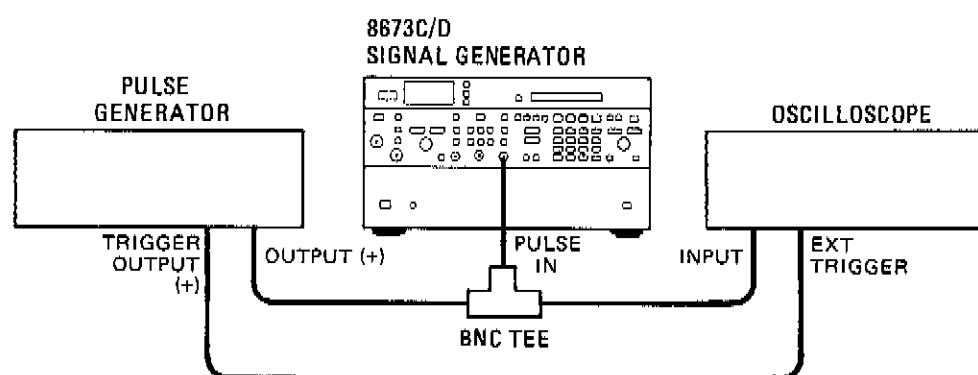 8673C/D
SIGNAL GENERATOR
PULSE
GENERATOR
OSCILLOSCOPE
TRIGGER
OUTPUT
(+)
OUTPUT (+)
PULSE
IN
INPUT
EXT
TRIGGER
BNC TEE